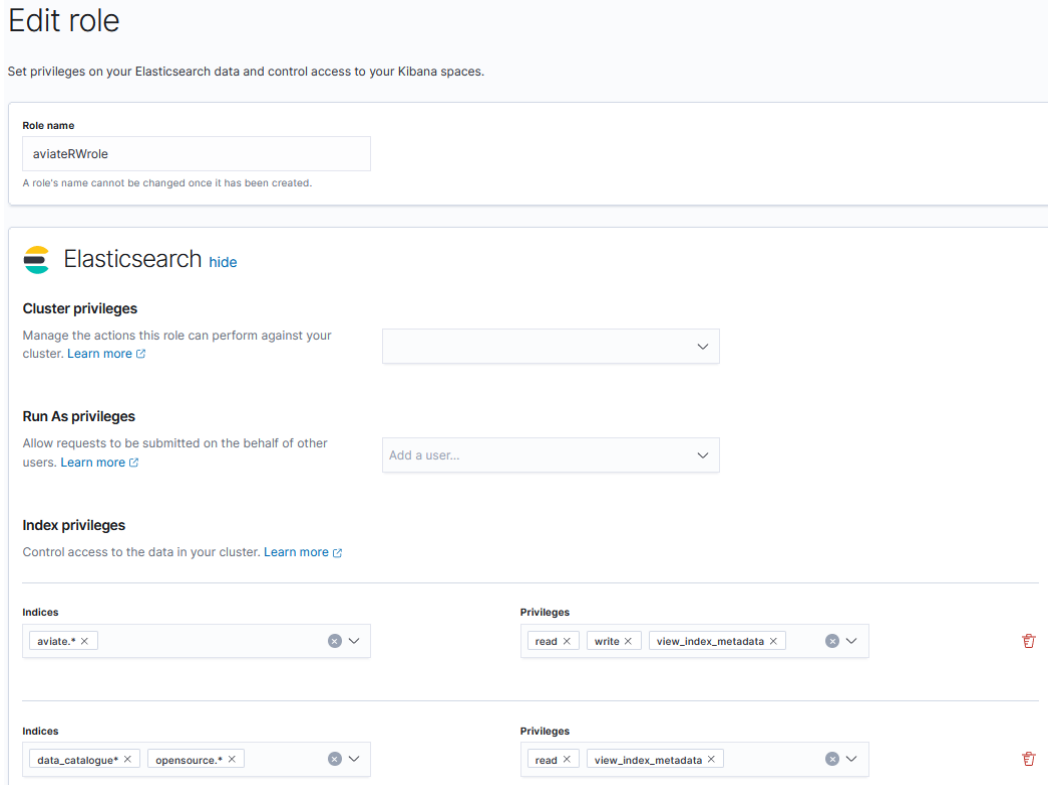 Edit role
Set privileges on your Elasticsearch data and control access to your Kibana spaces.
Role name
aviateRWrole
A role's name cannot be changed once it has been created.
Elasticsearch hide
Cluster privileges
Manage the actions this role can perform against your
cluster. Learn more
Run As privileges
Allow requests to be submitted on the behalf of other
users. Learn more
Add a user...
Index privileges
Control access to the data in your cluster. Learn more
Indices
Privileges
aviate.*
read write view_index_metadata
Indices
Privileges
data_catalogue* opensource.*
read view_index_metadata